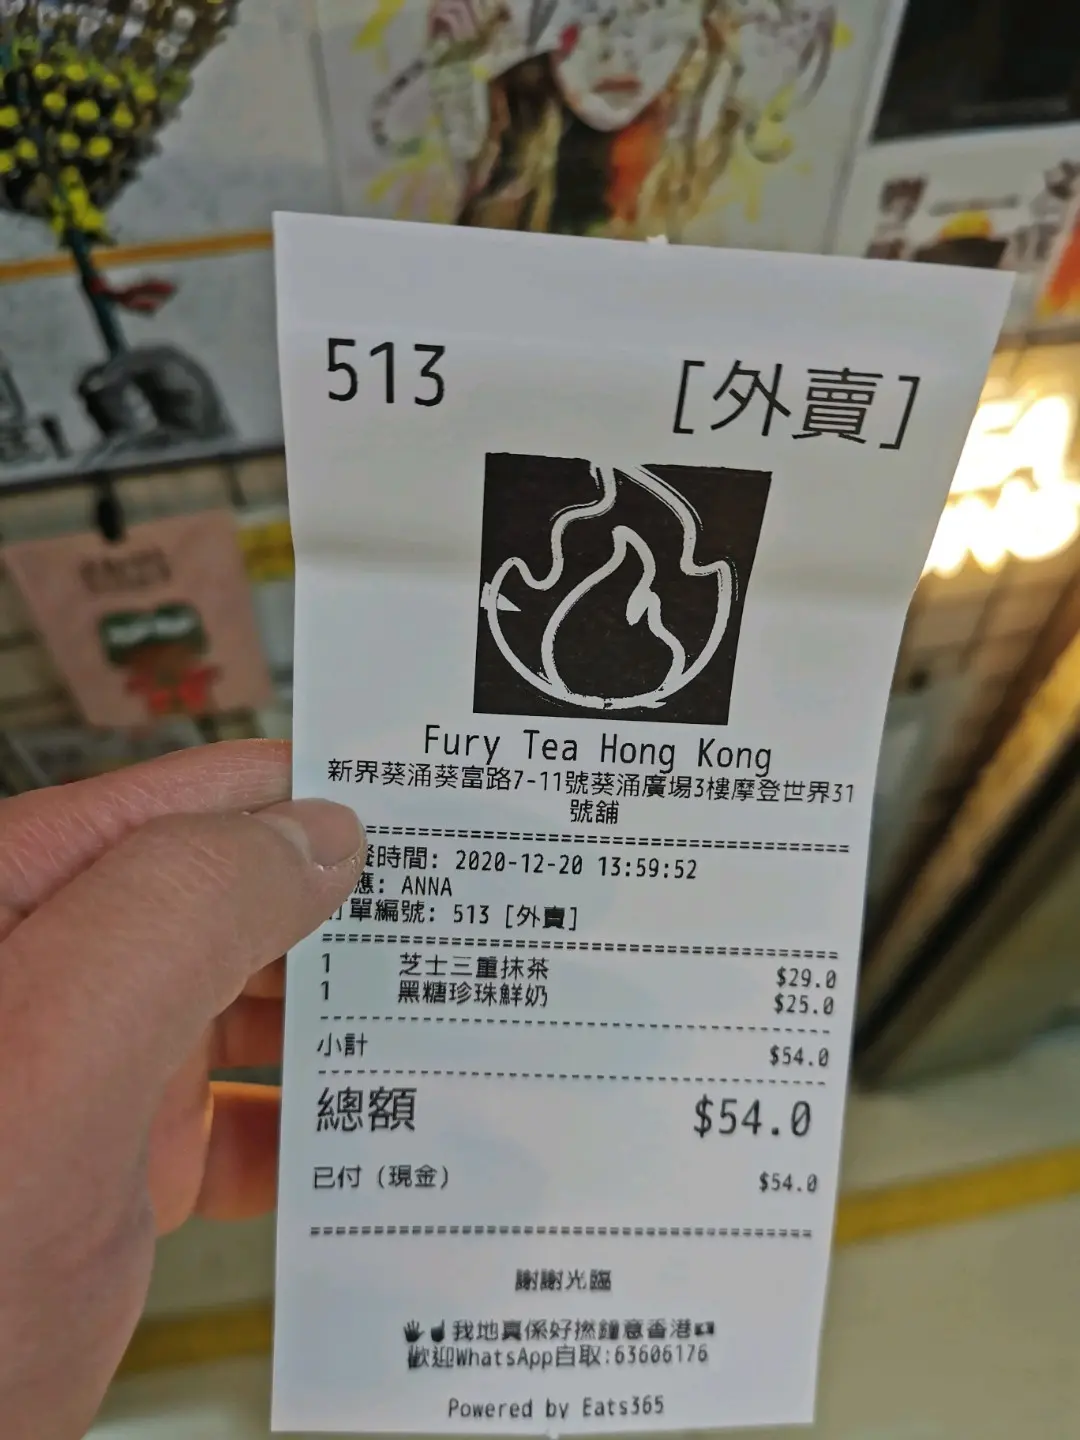 513
[外賣]
Fury Tea Hong Kong
新界葵涌葵富路7-11號葵涌廣場3樓摩登世界31
號舖
時間: 2020-12-20 13:59:52
應: ANNA
單編號: 513 [外賣]
1 芝士三重抹茶 $29.0
1 黑糖珍珠鮮奶 $25.0
小計 $54.0
總額 $54.0
已付 (現金) $54.0
謝謝光臨
我地真係好撚鐘意香港
歡迎WhatsApp自取:63606176
Powered by Eats365